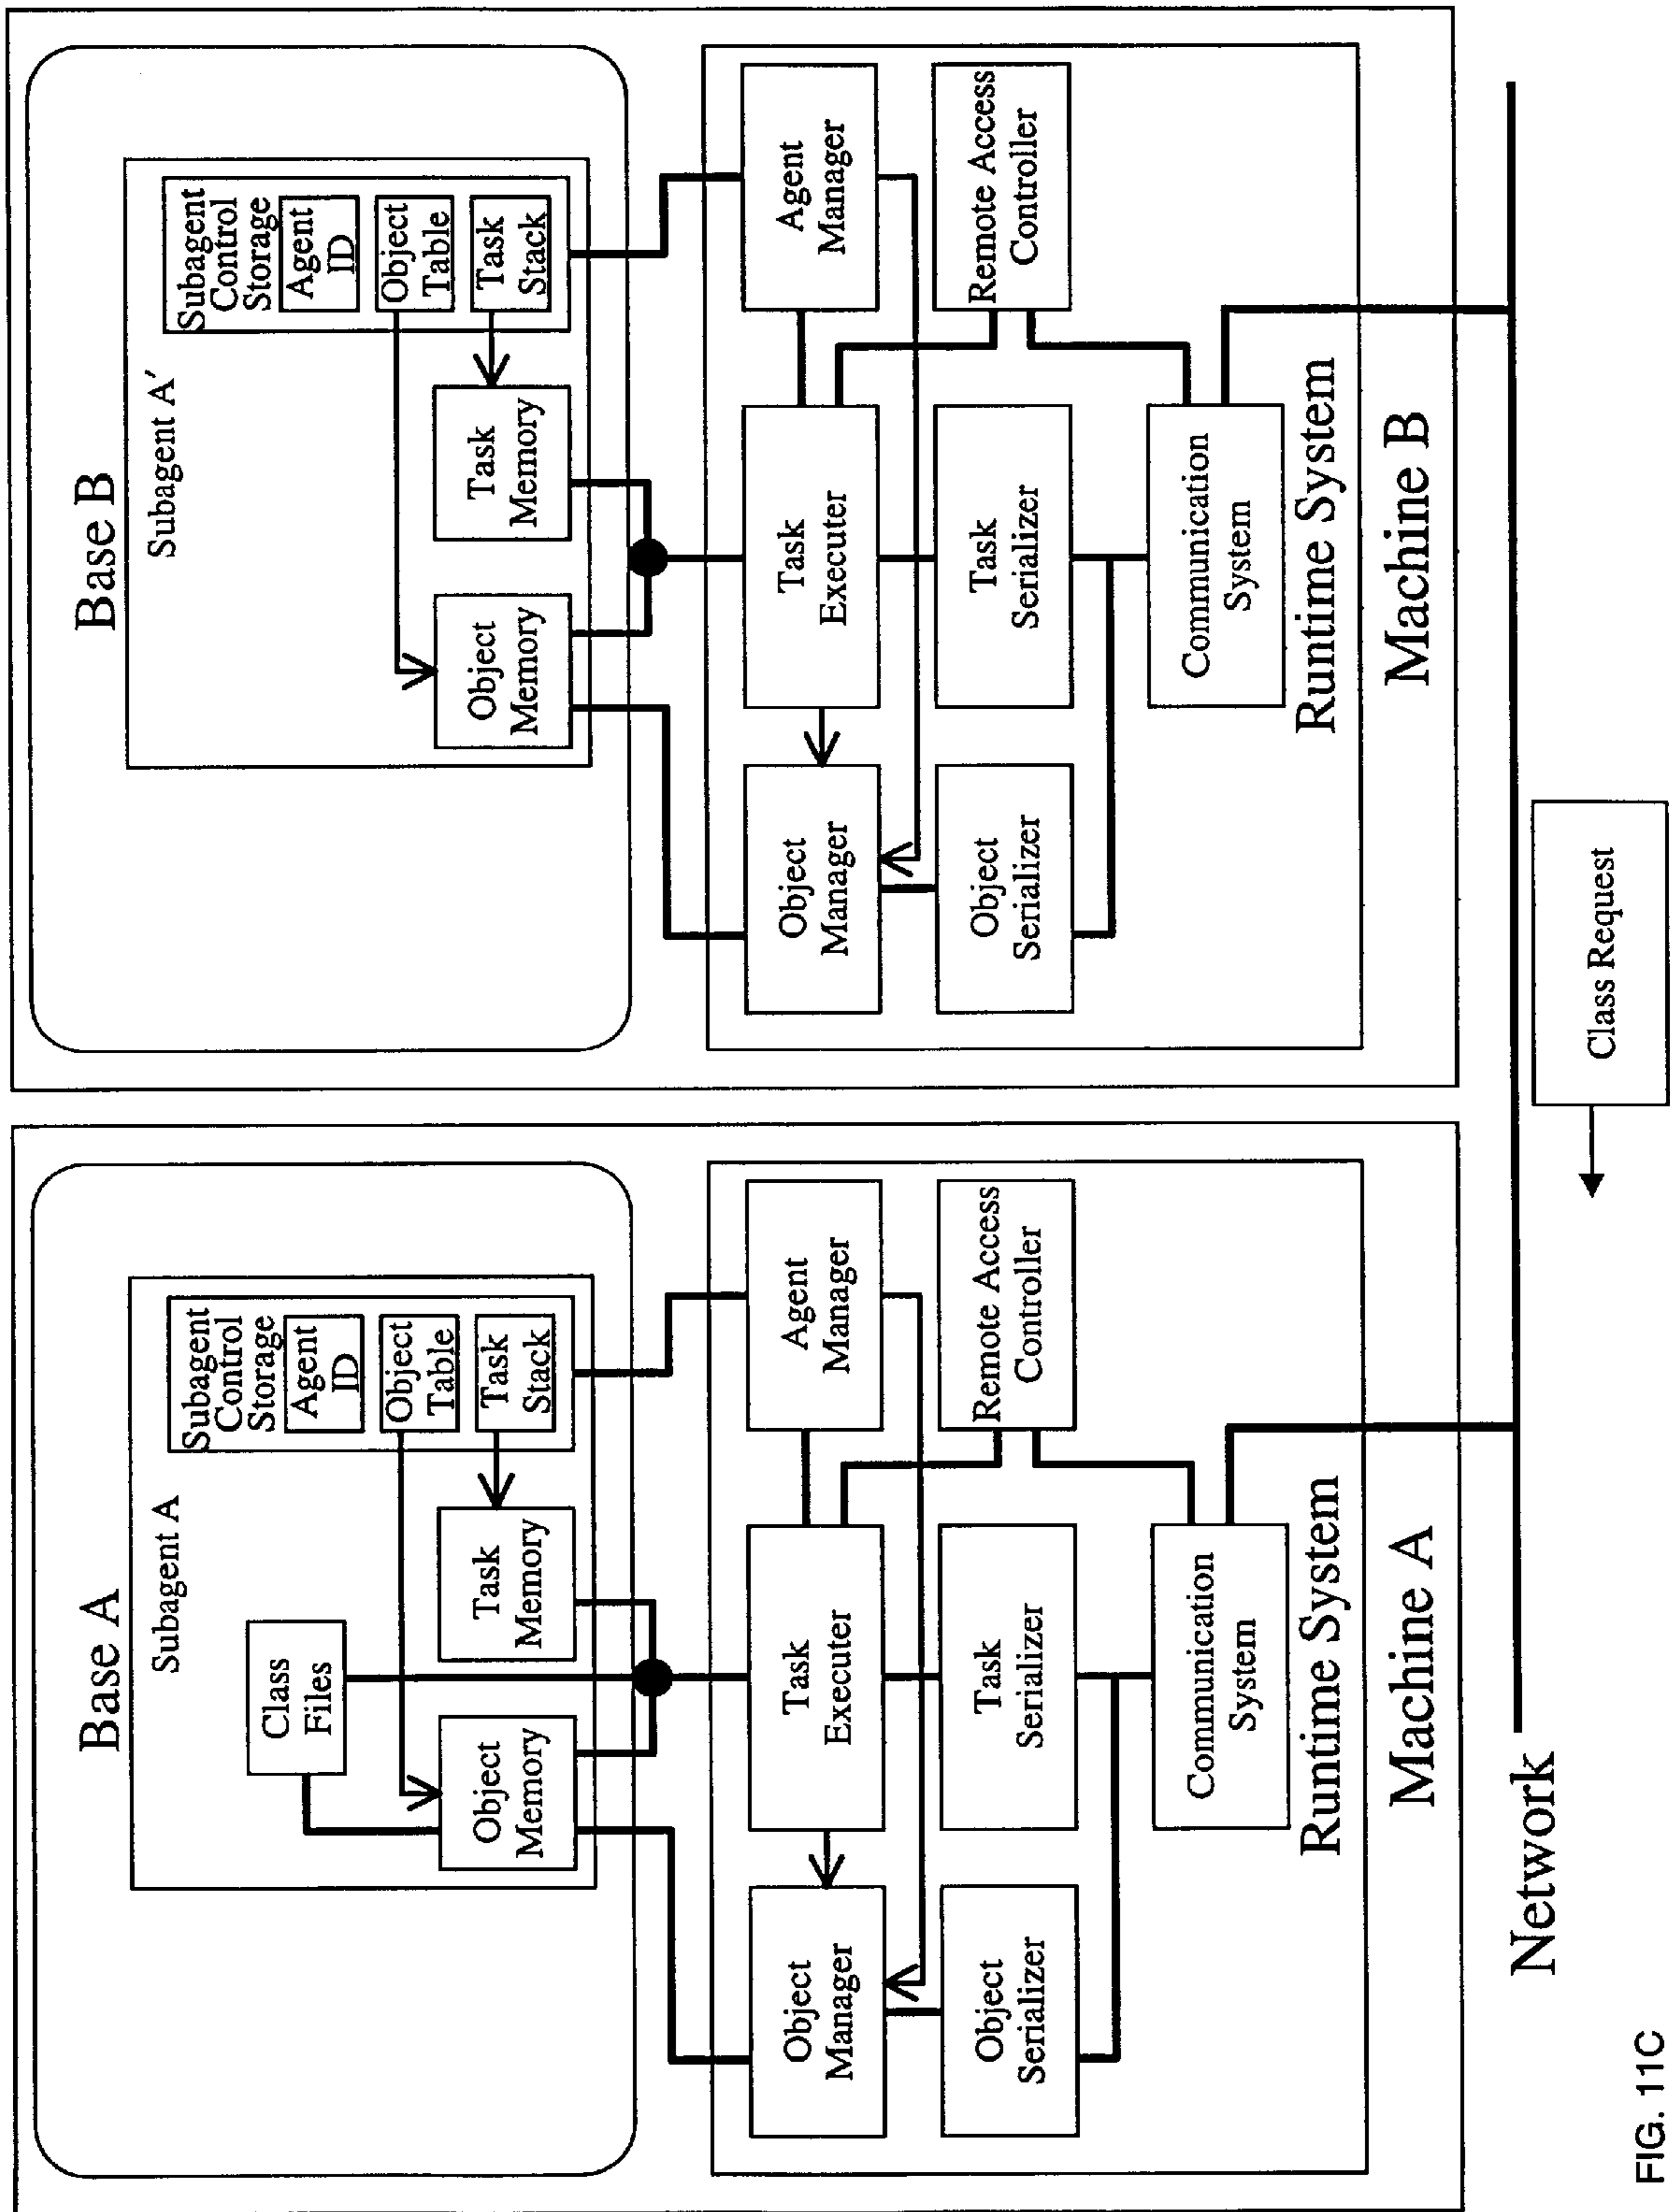 Base A
Subagent A
Subagent
Control
Storage
Agent
ID
Object
Table
Task
Stack
Class
Files
Object
Memory
Task
Memory
Object
Manager
Task
Executer
Agent
Manager
Object
Serializer
Task
Serializer
Remote Access
Controller
Communication
System
Runtime System
Machine A
Base B
Subagent A′
Subagent
Control
Storage
Agent
ID
Object
Table
Task
Stack
Object
Memory
Task
Memory
Object
Manager
Task
Executer
Agent
Manager
Object
Serializer
Task
Serializer
Remote Access
Controller
Communication
System
Runtime System
Machine B
Network
Class Request
FIG. 11C